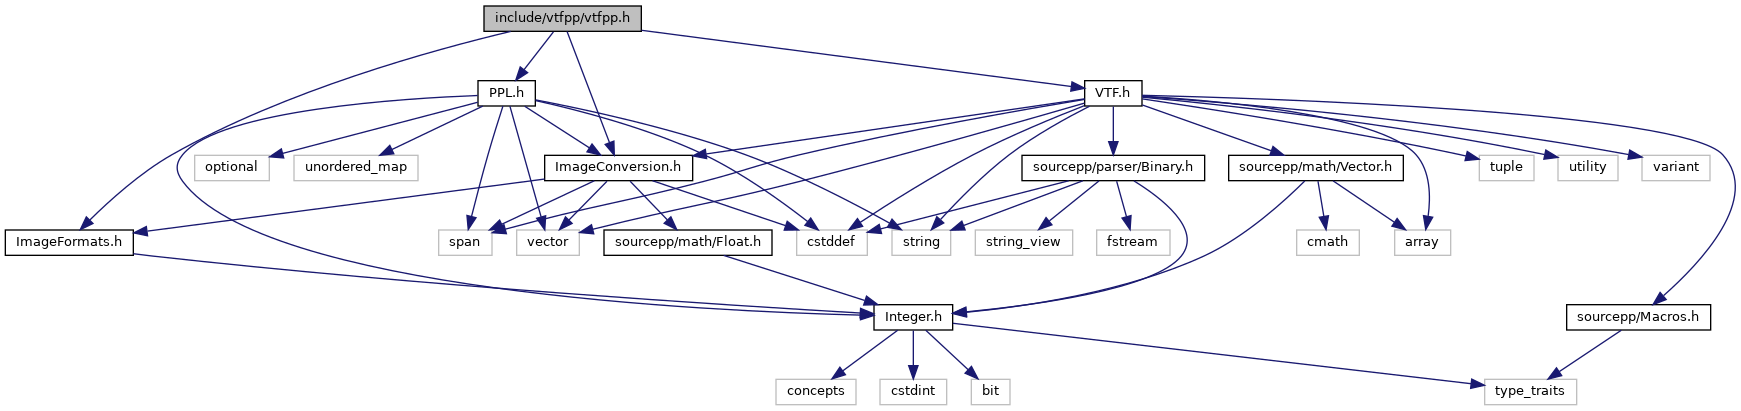 include/vtfpp/vtfpp.h
PPL.h
VTF.h
optional
unordered_map
ImageConversion.h
sourcepp/parser/Binary.h
sourcepp/math/Vector.h
tuple
utility
variant
ImageFormats.h
span
vector
sourcepp/math/Float.h
cstddef
string
string_view
fstream
cmath
array
Integer.h
sourcepp/Macros.h
concepts
cstdint
bit
type_traits